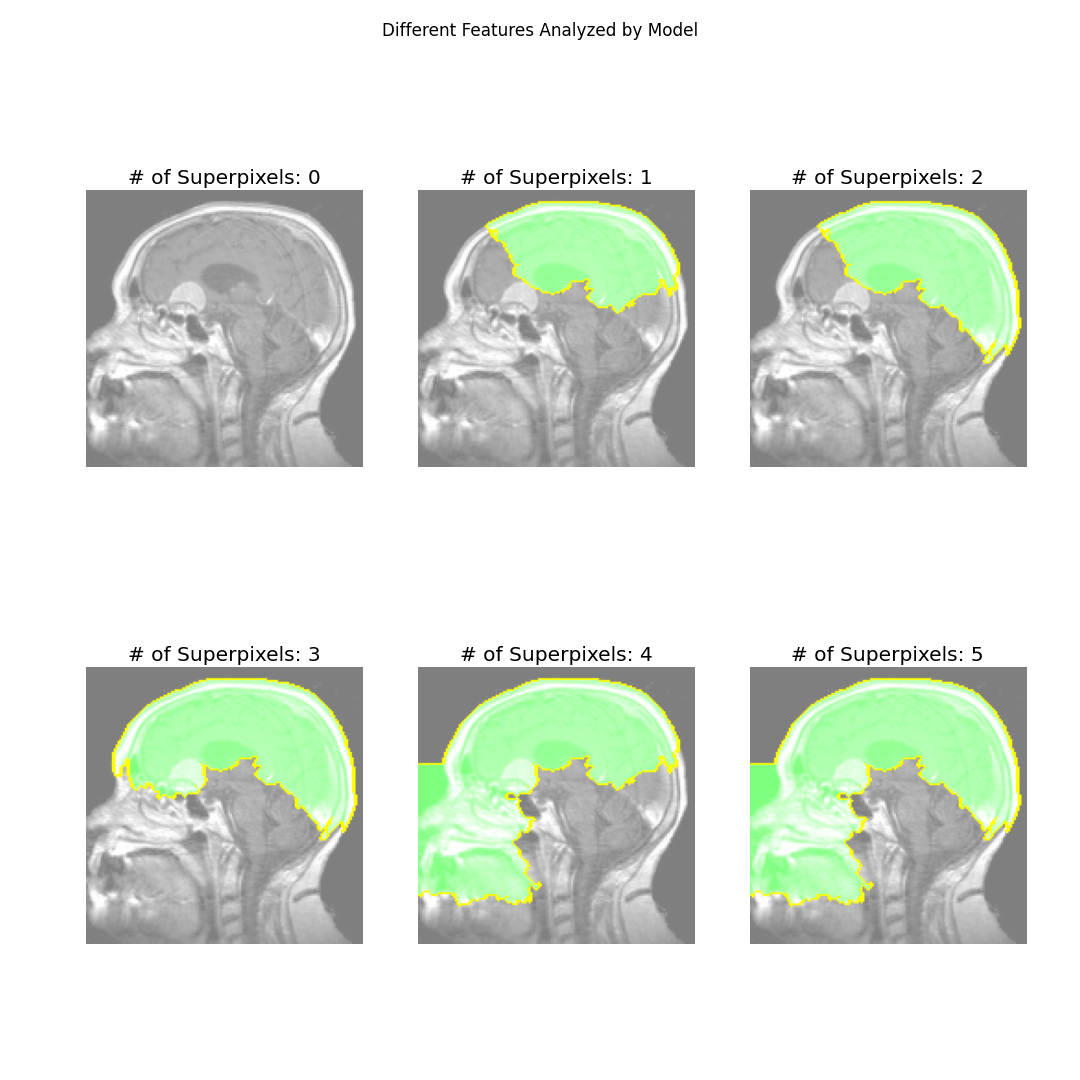 Different Features Analyzed by Model
# of Superpixels: 0
# of Superpixels: 1
# of Superpixels: 2
# of Superpixels: 3
# of Superpixels: 4
# of Superpixels: 5